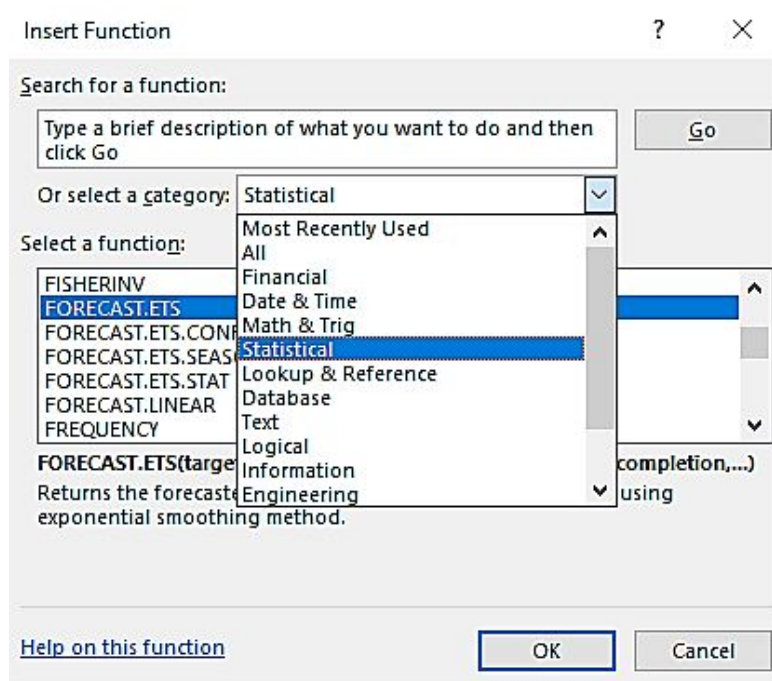 Insert Function
?
Search for a function:
Type a brief description of what you want to do and then
click Go
Go
Or select a category: Statistical
Most Recently Used
All
Financial
Date & Time
Math & Trig
Statistical
Lookup & Reference
Database
Text
Logical
Information
Engineering
Select a function:
FISHERINV
FORECAST.ETS
FORECAST.ETS.CONF
FORECAST.ETS.SEAS
FORECAST.ETS.STAT
FORECAST.LINEAR
FREQUENCY
FORECAST.ETS(targe completion,...)
Returns the forecaste using
exponential smoothing method.
Help on this function
OK
Cancel